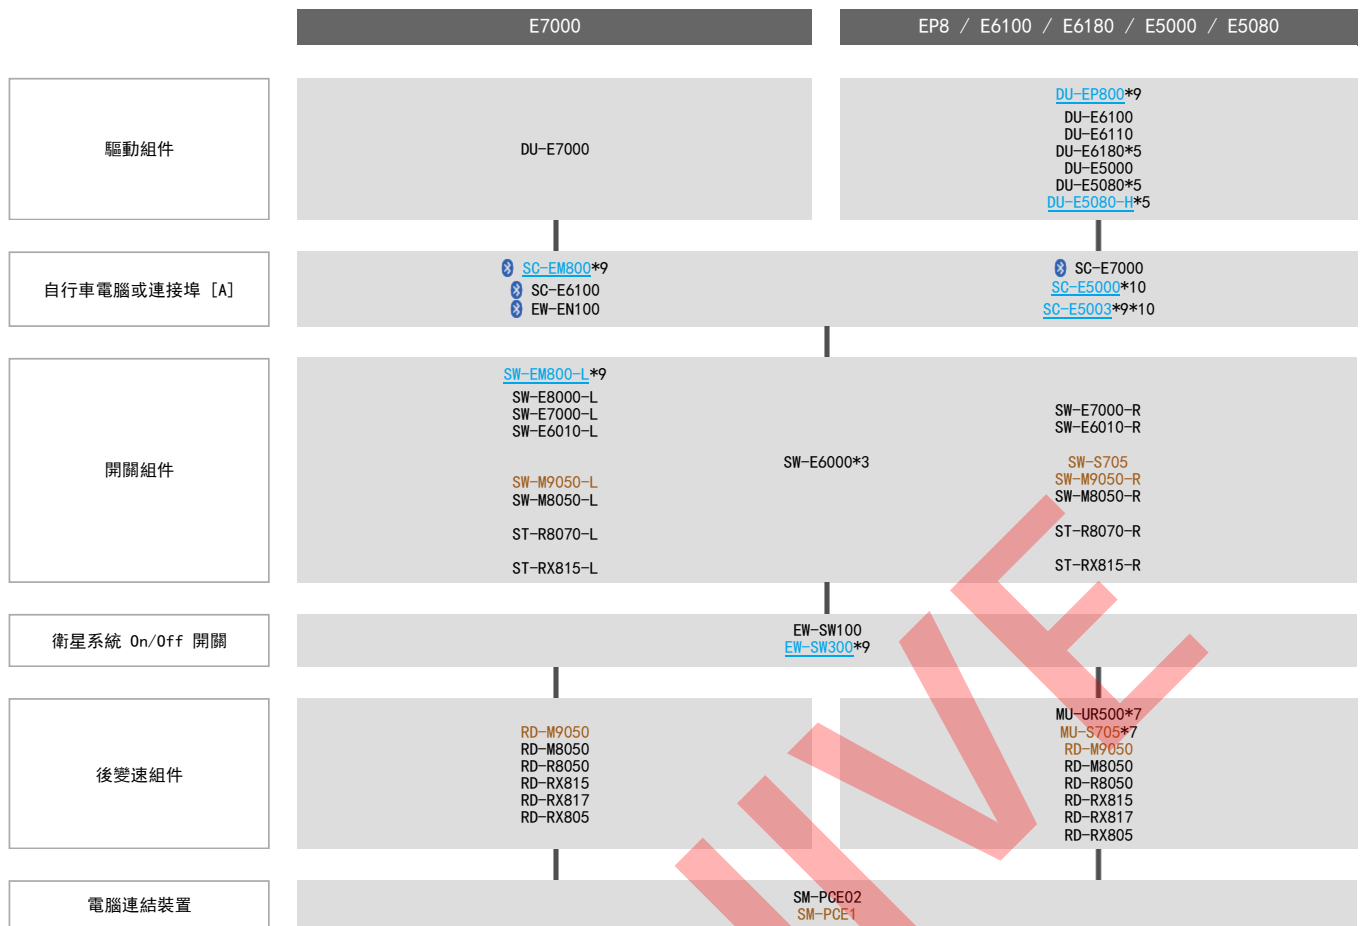 E7000
EP8 / E6100 / E6180 / E5000 / E5080
驅動組件
DU-E7000
DU-EP800*9
DU-E6100
DU-E6110
DU-E6180*5
DU-E5000
DU-E5080*5
DU-E5080-H*5
自行車電腦或連接埠 [A]
SC-EM800*9
SC-E6100
EW-EN100
SC-E7000
SC-E5000*10
SC-E5003*9*10
開關組件
SW-EM800-L*9
SW-E8000-L
SW-E7000-L
SW-E6010-L
SW-M9050-L
SW-M8050-L
ST-R8070-L
ST-RX815-L
SW-E6000*3
SW-E7000-R
SW-E6010-R
SW-S705
SW-M9050-R
SW-M8050-R
ST-R8070-R
ST-RX815-R
衛星系統 On/Off 開關
EW-SW100
EW-SW300*9
後變速組件
RD-M9050
RD-M8050
RD-R8050
RD-RX815
RD-RX817
RD-RX805
MU-UR500*7
MU-S705*7
RD-M9050
RD-M8050
RD-R8050
RD-RX815
RD-RX817
RD-RX805
電腦連結裝置
SM-PCE02
SM-PCE1